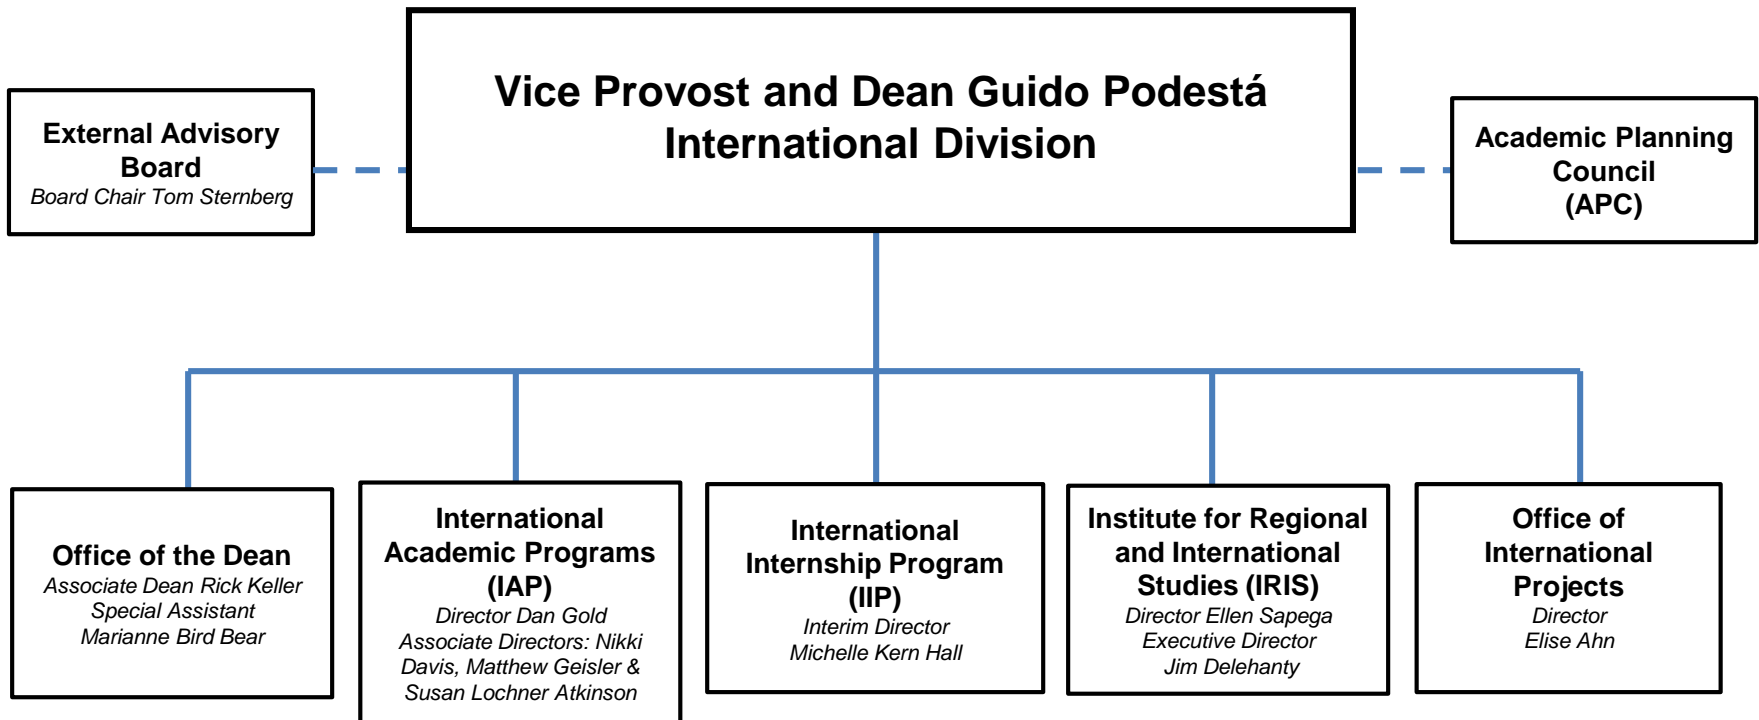 Vice Provost and Dean Guido Podestá
International Division
External Advisory
Board
Board Chair Tom Sternberg
Academic Planning
Council
(APC)
Office of the Dean
Associate Dean Rick Keller
Special Assistant
Marianne Bird Bear
International
Academic Programs
(IAP)
Director Dan Gold
Associate Directors: Nikki
Davis, Matthew Geisler &
Susan Lochner Atkinson
International
Internship Program
(IIP)
Interim Director
Michelle Kern Hall
Institute for Regional
and International
Studies (IRIS)
Director Ellen Sapega
Executive Director
Jim Delehanty
Office of
International
Projects
Director
Elise Ahn